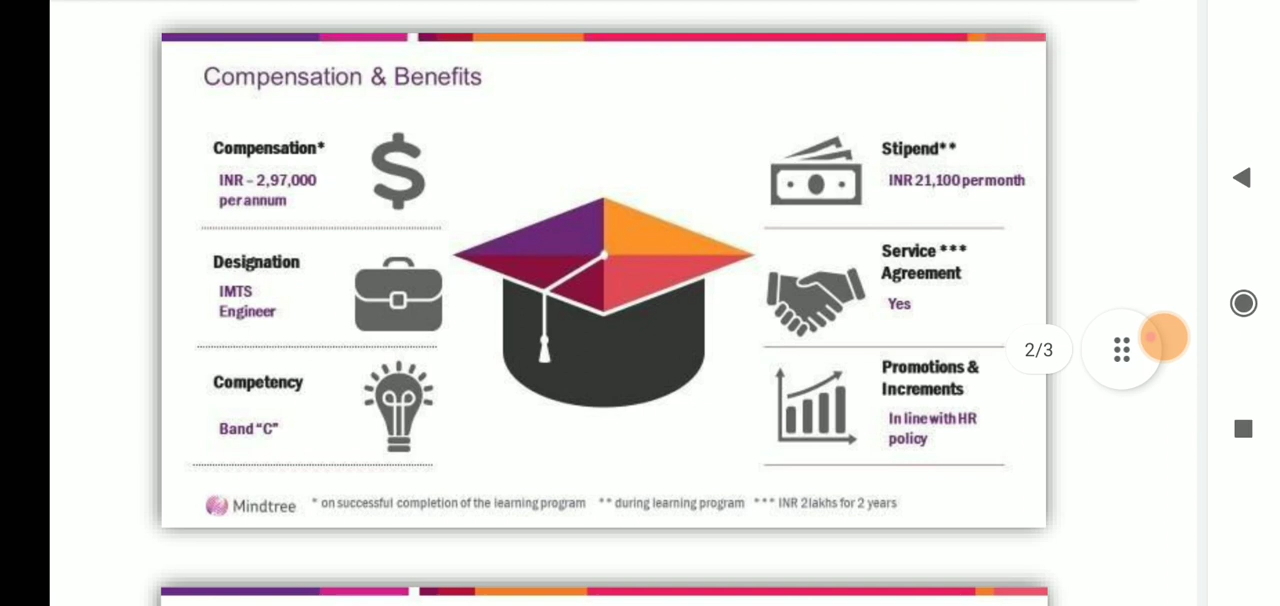 Compensation & Benefits
Compensation*
INR – 2,97,000
per annum
Designation
IMTS
Engineer
Competency
Band “C”
Stipend**
INR 21,100 per month
Service ***
Agreement
Yes
2/3
Promotions &
Increments
In line with HR
policy
Mindtree
* on successful completion of the learning program ** during learning program *** INR 2lakhs for 2 years